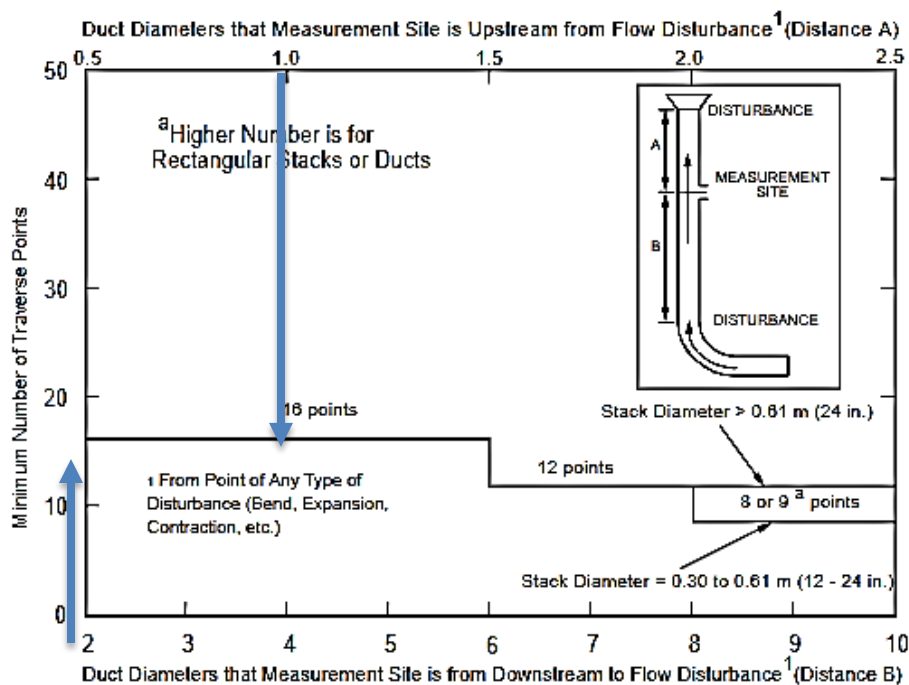 Duct Diamelers that Measurement Sile is Upstream from Flow Dislurbance1 (Dislance A)
0.5 1.0 1.5 2.0 2.5
50
40
30
20
10
0
Minimum Number of Traverse Points
aHigher Number is for
Rectangular Stacks or Ducts
DISTURBANCE
A
MEASUREMENT
SITE
B
DISTURBANCE
16 points
Stack Diameter > 0.61 m (24 in.)
12 points
1 From Point of Any Type of
Disturbance (Bend, Expansion,
Contraction, etc.)
8 or 9 a points
Stack Diameter = 0.30 to 0.61 m (12 - 24 in.)
2 3 4 5 6 7 8 9 10
Duct Diamelers that Measurement Sile is from Downstream to Flow Dislurbance1 (Distance B)